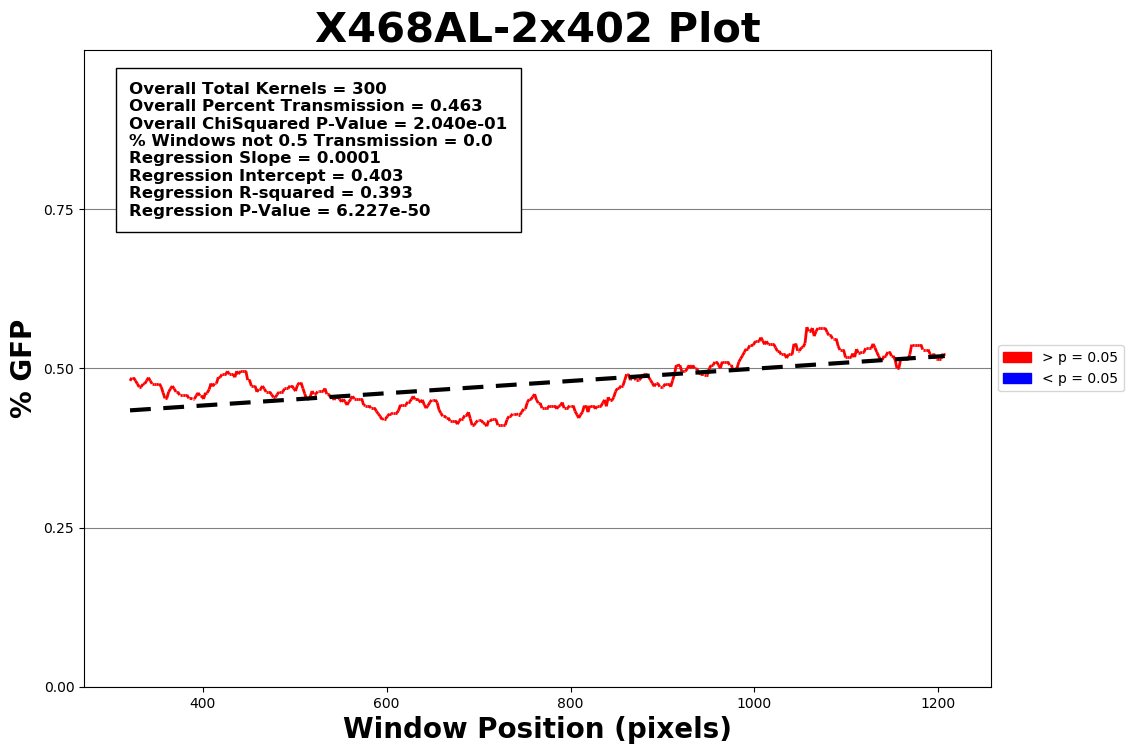 X468AL-2x402 Plot
Overall Total Kernels = 300
Overall Percent Transmission = 0.463
Overall ChiSquared P-Value = 2.040e-01
% Windows not 0.5 Transmission = 0.0
Regression Slope = 0.0001
Regression Intercept = 0.403
Regression R-squared = 0.393
Regression P-Value = 6.227e-50
% GFP
0.75
0.50
0.25
0.00
> p = 0.05
< p = 0.05
400 600 800 1000 1200
Window Position (pixels)